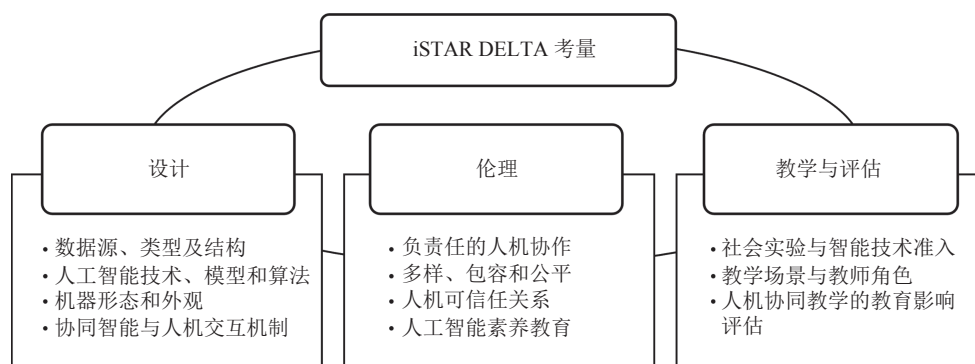 iSTAR DELTA 考量
设计
伦理
教学与评估
・数据源、类型及结构
・人工智能技术、模型和算法
・机器形态和外观
・协同智能与人机交互机制
・负责任的人机协作
・多样、包容和公平
・人机可信任关系
・人工智能素养教育
・社会实验与智能技术准入
・教学场景与教师角色
・人机协同教学的教育影响
评估